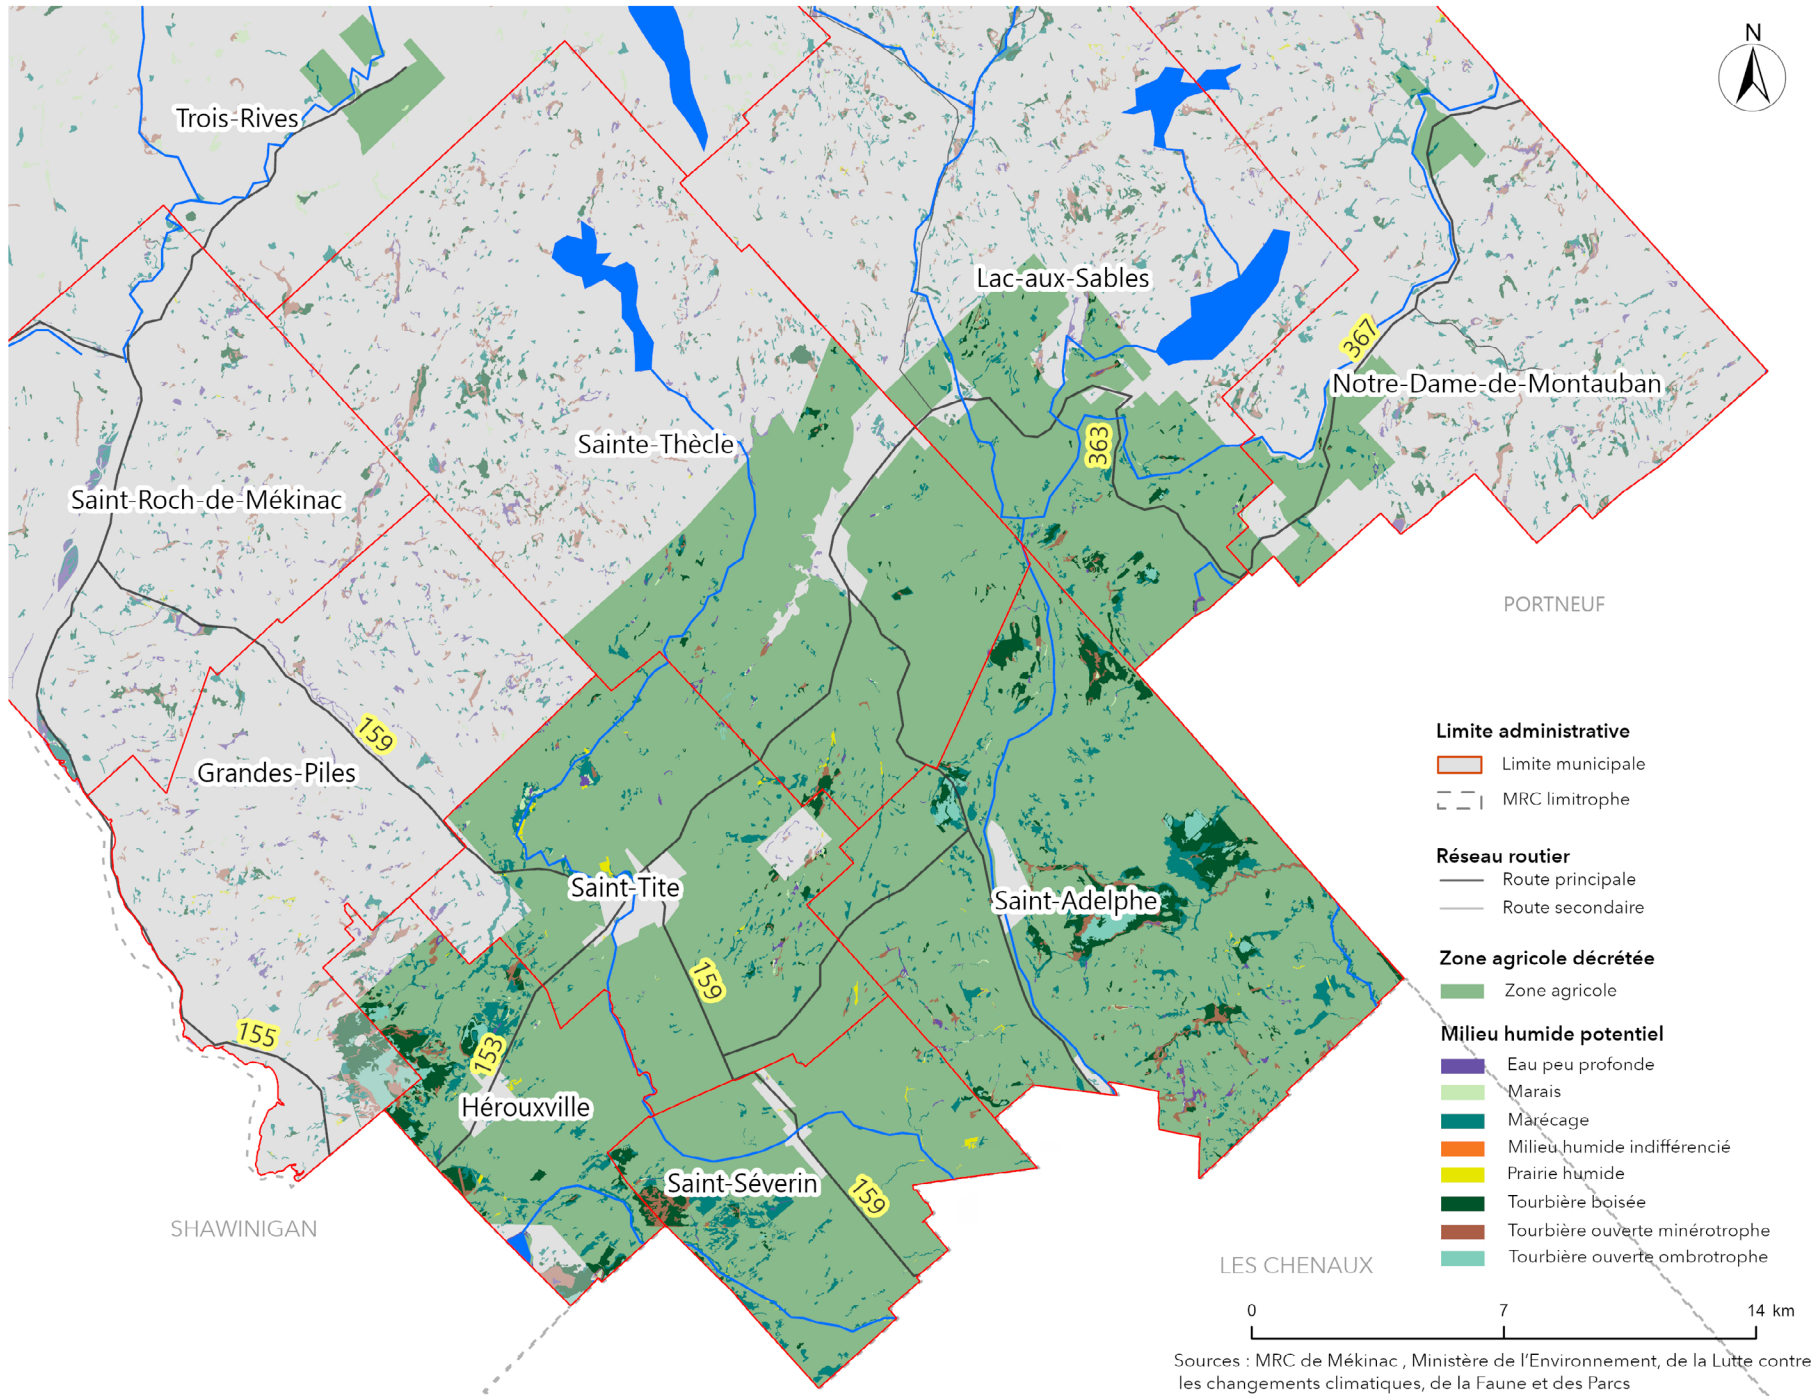 N
Trois-Rives
Lac-aux-Sables
367
Notre-Dame-de-Montauban
Sainte-Thècle
363
Saint-Roch-de-Mékinac
PORTNEUF
159
Grandes-Piles
Saint-Tite
Saint-Adelphe
159
155
153
Hérouxville
Saint-Séverin
159
SHAWINIGAN
LES CHENAUX
Limite administrative
Limite municipale
MRC limitrophe
Réseau routier
Route principale
Route secondaire
Zone agricole décrétée
Zone agricole
Milieu humide potentiel
Eau peu profonde
Marais
Marécage
Milieu humide indifférencié
Prairie humide
Tourbière boisée
Tourbière ouverte minérotrophe
Tourbière ouverte ombrotrophe
0 7 14 km
Sources : MRC de Mékinac , Ministère de l'Environnement, de la Lutte contre
les changements climatiques, de la Faune et des Parcs